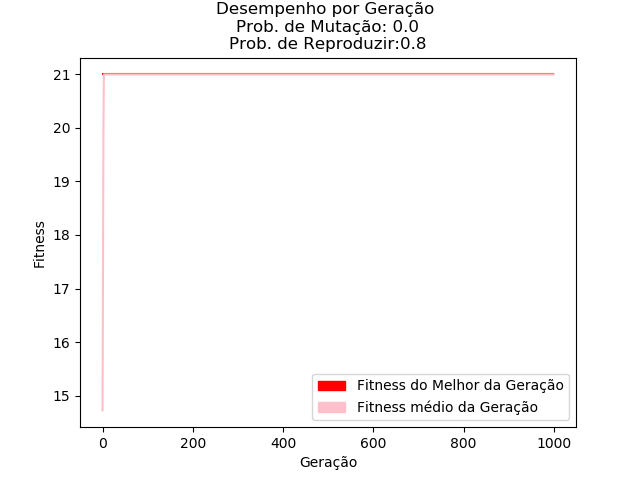 Desempenho por Geração
Prob. de Mutação: 0.0
Prob. de Reproduzir:0.8
21
20
19
18
17
16
15
Fitness
Fitness do Melhor da Geração
Fitness médio da Geração
0 200 400 600 800 1000
Geração